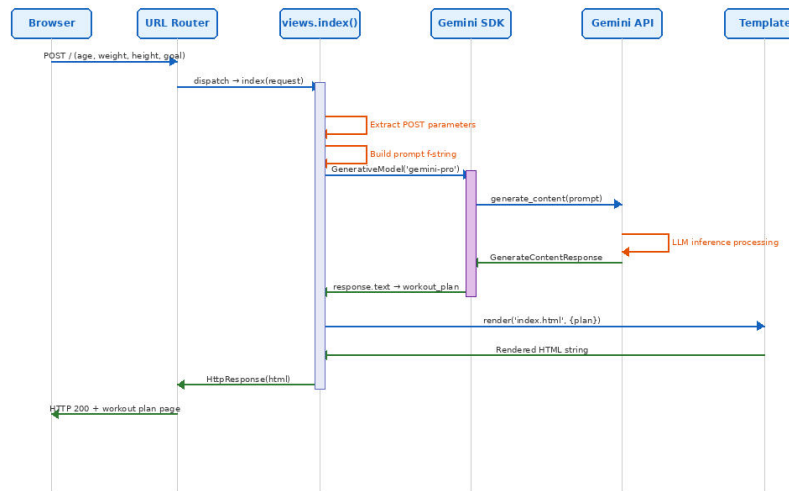 Browser
URL Router
views.index()
Gemini SDK
Gemini API
Template
POST / (age, weight, height, goal)
dispatch → index(request)
Extract POST parameters
Build prompt f-string
GenerativeModel('gemini-pro')
generate_content(prompt)
LLM inference processing
GenerateContentResponse
response.text → workout_plan
render('index.html', {plan})
Rendered HTML string
HttpResponse(html)
HTTP 200 + workout plan page